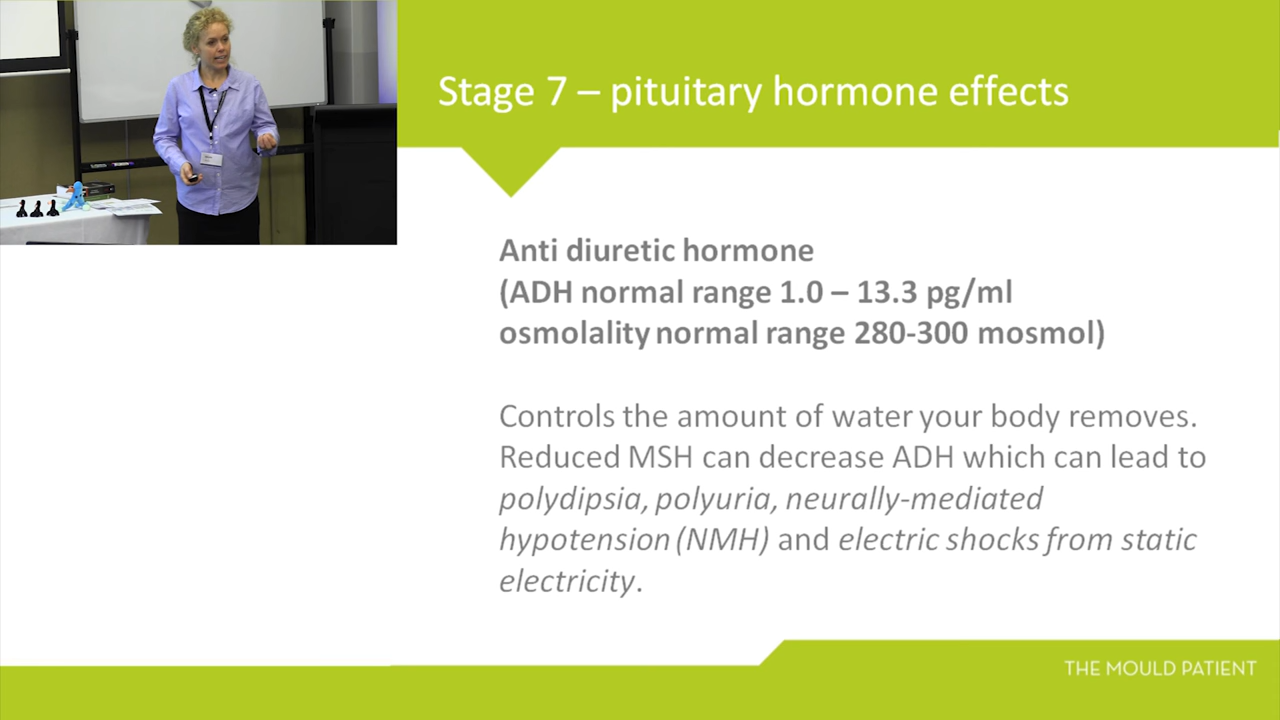 Stage 7 – pituitary hormone effects
Anti diuretic hormone
(ADH normal range 1.0 – 13.3 pg/ml
osmolality normal range 280-300 mosmol)
Controls the amount of water your body removes.
Reduced MSH can decrease ADH which can lead to
polydipsia, polyuria, neurally-mediated
hypotension (NMH) and electric shocks from static
electricity.
THE MOULD PATIENT